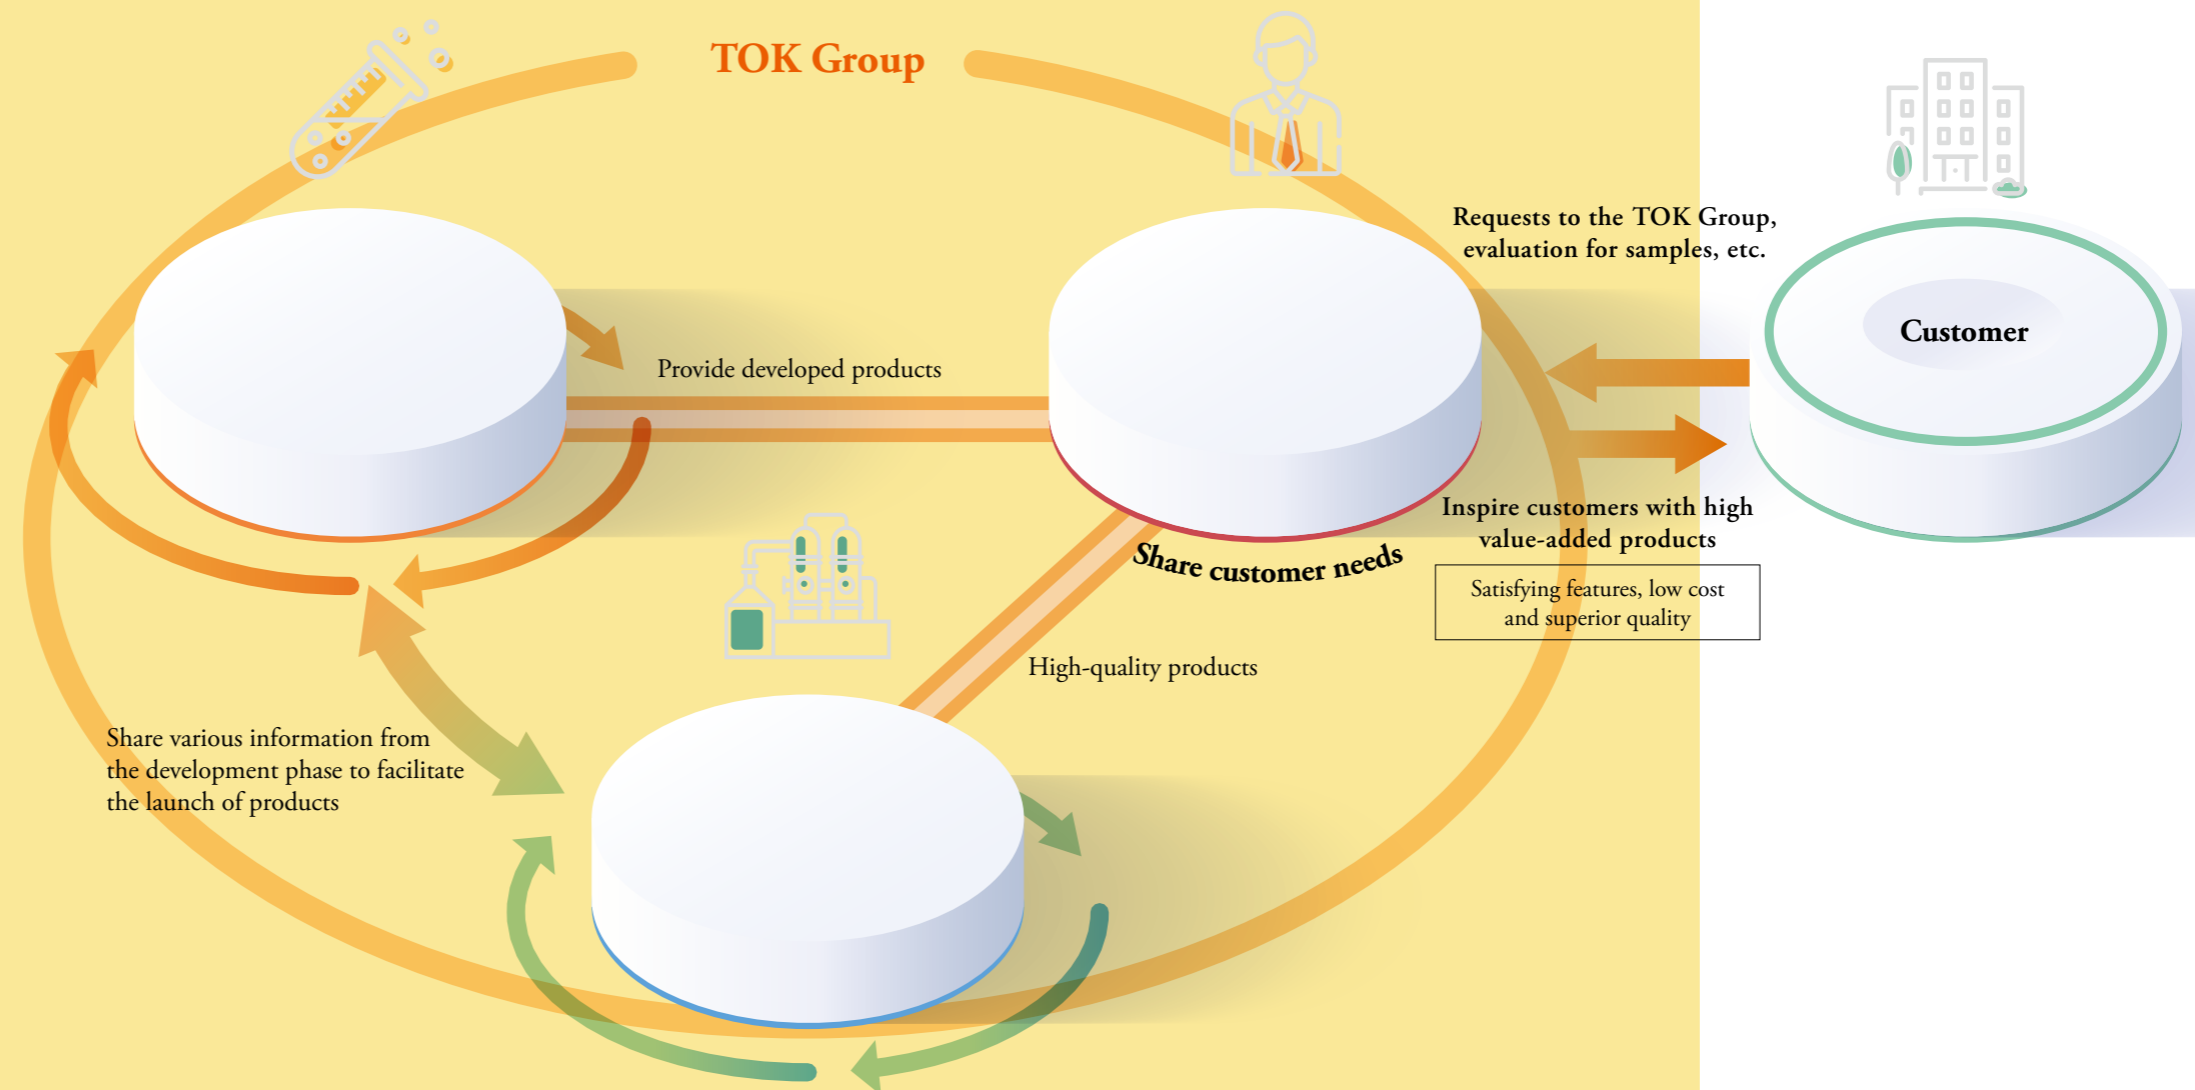 TOK Group
Requests to the TOK Group,
evaluation for samples, etc.
Customer
Provide developed products
Inspire customers with high
value-added products
Share customer needs
Satisfying features, low cost
and superior quality
High-quality products
Share various information from
the development phase to facilitate
the launch of products